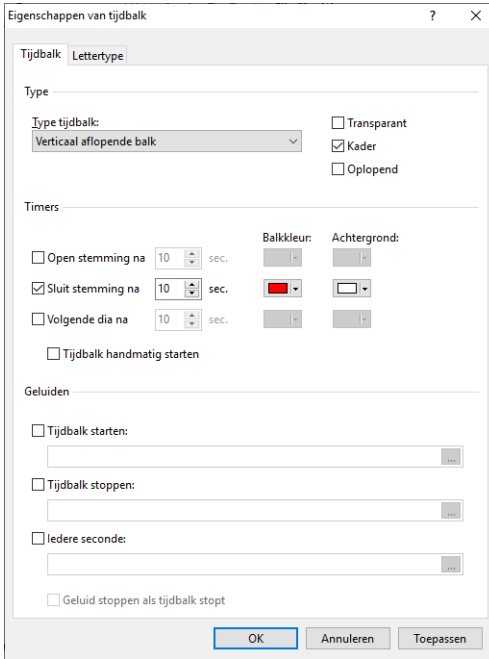 Eigenschappen van tijdbalk ?
Tijdbalk Lettertype
Type
Type tijdbalk:
Verticaal aflopende balk
Transparant
Kader
Oplopend
Timers
Balkkleur: Achtergrond:
Open stemming na 10 sec.
Sluit stemming na 10 sec.
Volgende dia na 10 sec.
Tijdbalk handmatig starten
Geluiden
Tijdbalk starten:
...
Tijdbalk stoppen:
...
Iedere seconde:
...
Geluid stoppen als tijdbalk stopt
OK Annuleren Toepassen